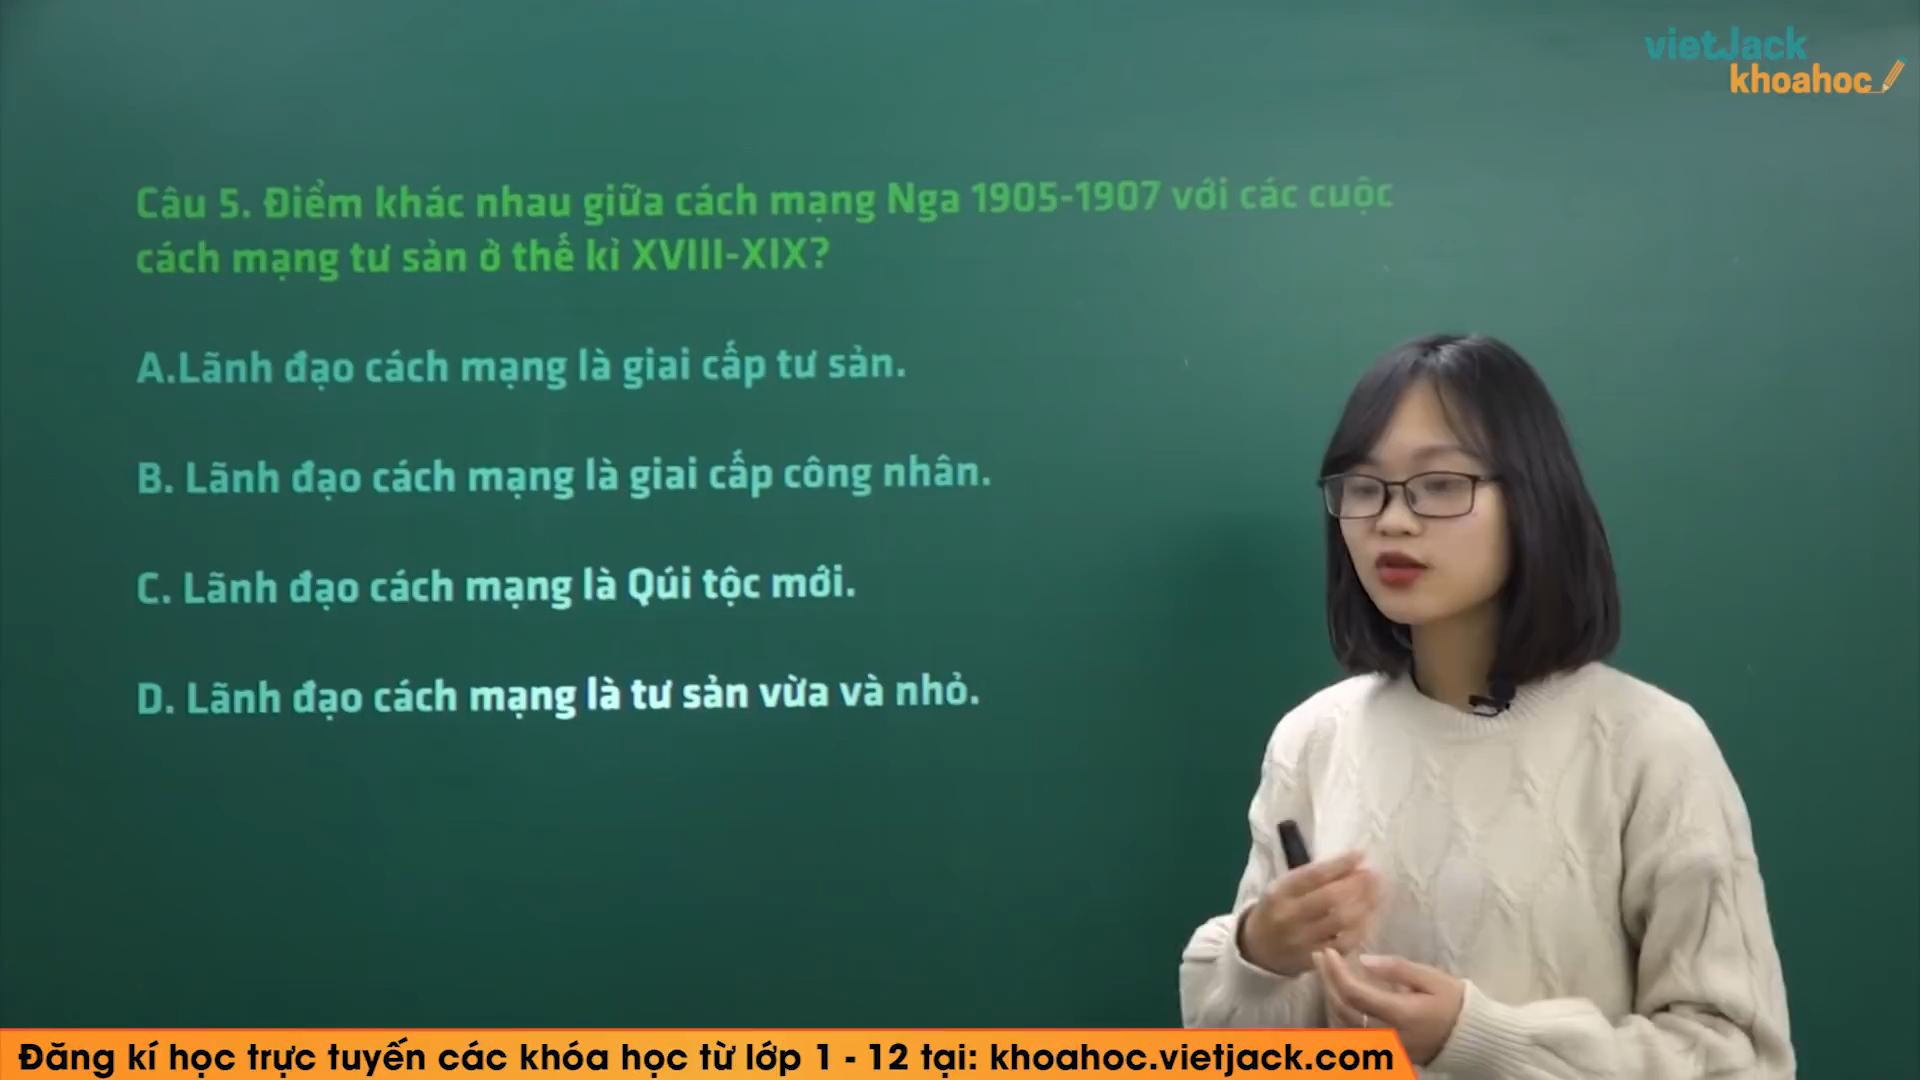 vietJack
khoahoc
Câu 5. Điểm khác nhau giữa cách mạng Nga 1905-1907 với các cuộc
cách mạng tư sản ở thế kỉ XVIII-XIX?
A.Lãnh đạo cách mạng là giai cấp tư sản.
B. Lãnh đạo cách mạng là giai cấp công nhân.
C. Lãnh đạo cách mạng là Qúi tộc mới.
D. Lãnh đạo cách mạng là tư sản vừa và nhỏ.
Đăng kí học trực tuyến các khóa học từ lớp 1 - 12 tại: khoahoc.vietjack.com